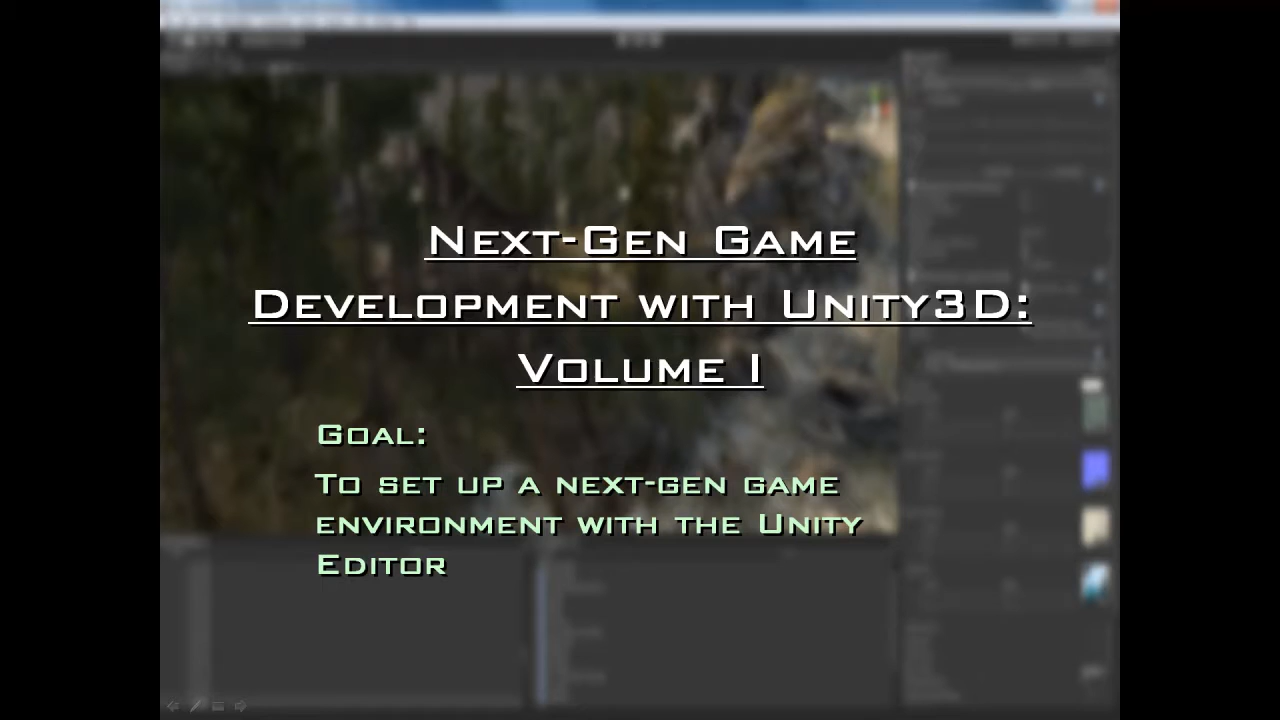 Next-Gen Game
Development with Unity3D:
Volume I
Goal:
To set up a next-gen game
environment with the Unity
Editor